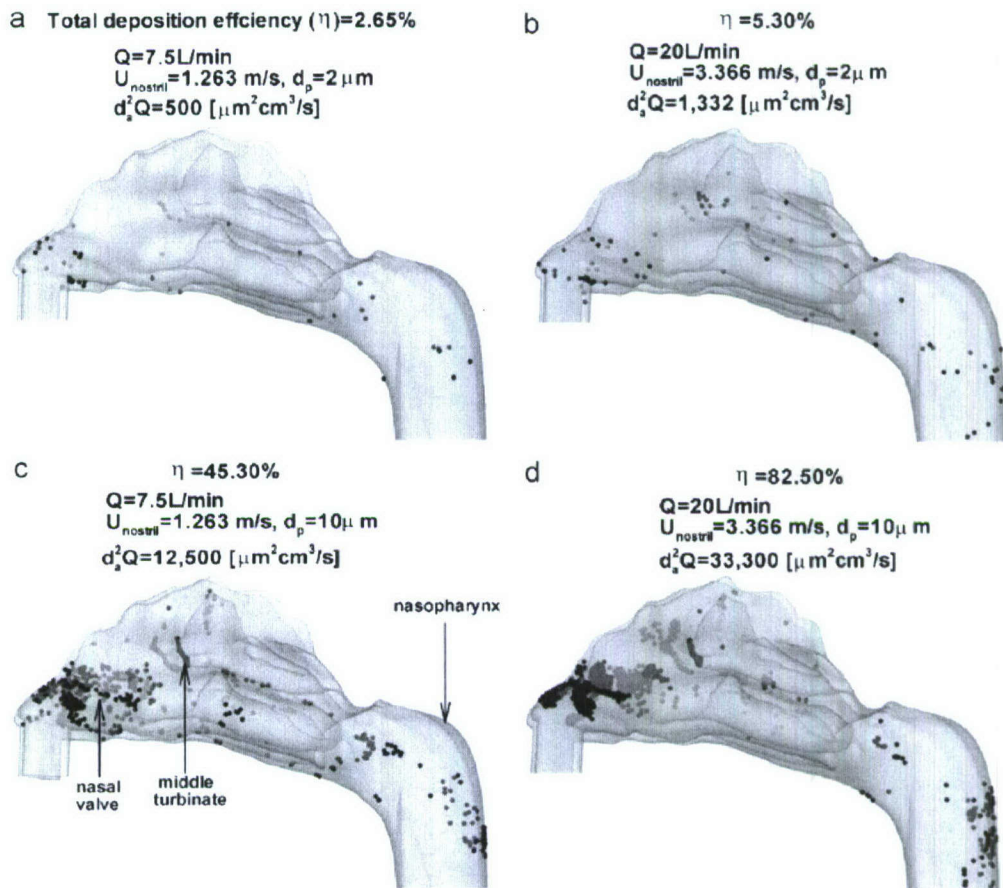 a Total deposition effciency (η)=2.65%
Q=7.5L/min
U_nostril=1.263 m/s, d_p=2μ m
d_a^2Q=500 [μm^2cm^3/s]
b η=5.30%
Q=20L/min
U_nostril=3.366 m/s, d_p=2μ m
d_a^2Q=1,332 [μm^2cm^3/s]
c η=45.30%
Q=7.5L/min
U_nostril=1.263 m/s, d_p=10μ m
d_a^2Q=12,500 [μm^2cm^3/s]
nasopharynx
nasal
valve
middle
turbinate
d η=82.50%
Q=20L/min
U_nostril=3.366 m/s, d_p=10μ m
d_a^2Q=33,300 [μm^2cm^3/s]